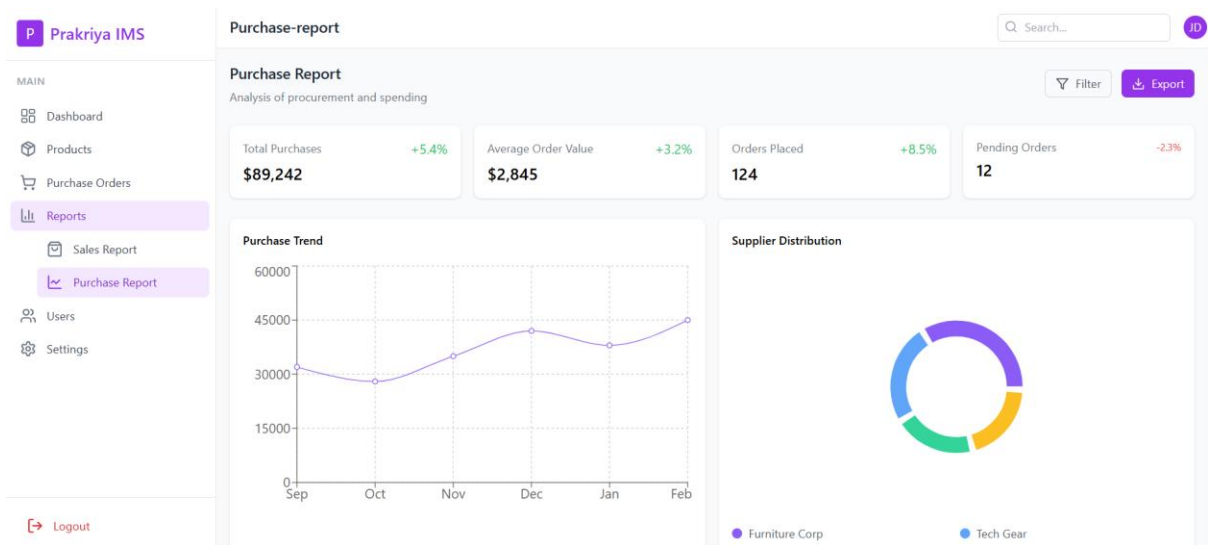 P Prakriya IMS
MAIN
Dashboard
Products
Purchase Orders
Reports
Sales Report
Purchase Report
Users
Settings
Logout
Purchase-report
Search...
JD
Purchase Report
Analysis of procurement and spending
Filter
Export
Total Purchases +5.4%
$89,242
Average Order Value +3.2%
$2,845
Orders Placed +8.5%
124
Pending Orders -2.3%
12
Purchase Trend
60000
45000
30000
15000
0
Sep Oct Nov Dec Jan Feb
Supplier Distribution
Furniture Corp Tech Gear